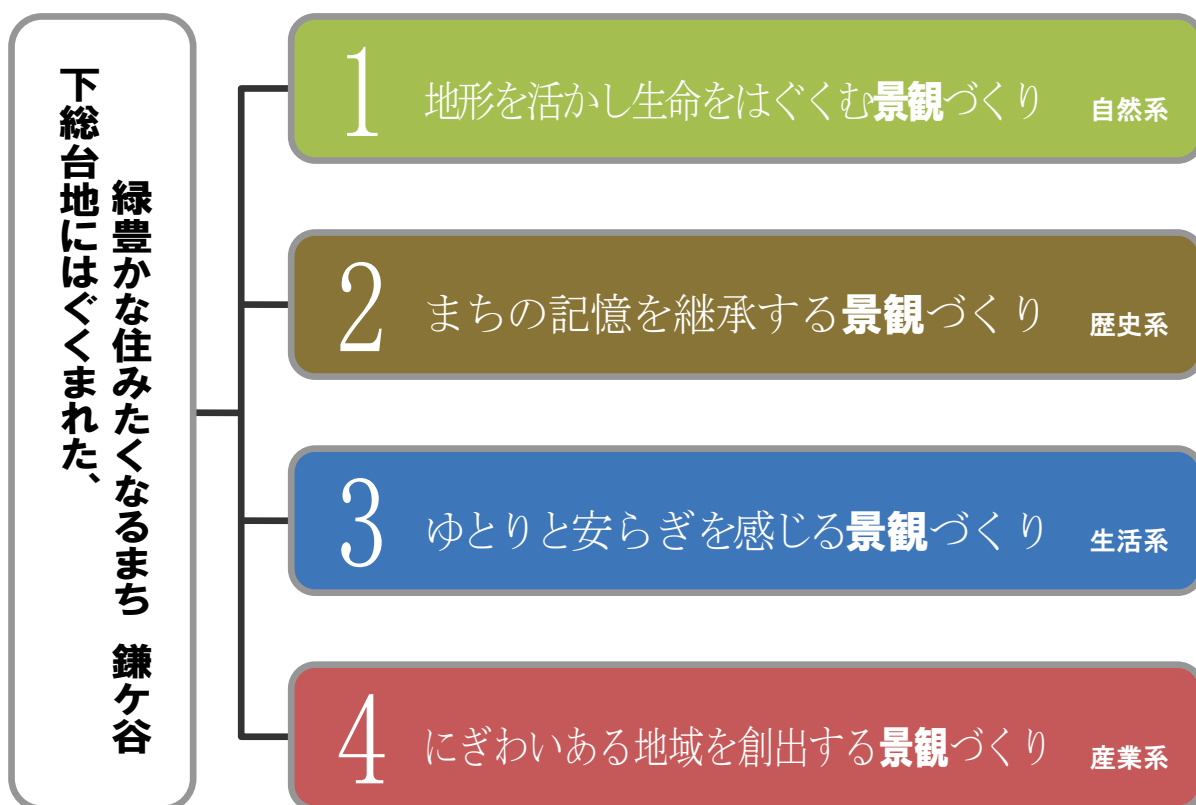 下総台地にはぐくまれた、
緑豊かな住みたくなるまち 鎌ケ谷
1 地形を活かし生命をはぐくむ景観づくり 自然系
2 まちの記憶を継承する景観づくり 歴史系
3 ゆとりと安らぎを感じる景観づくり 生活系
4 にぎわいある地域を創出する景観づくり 産業系